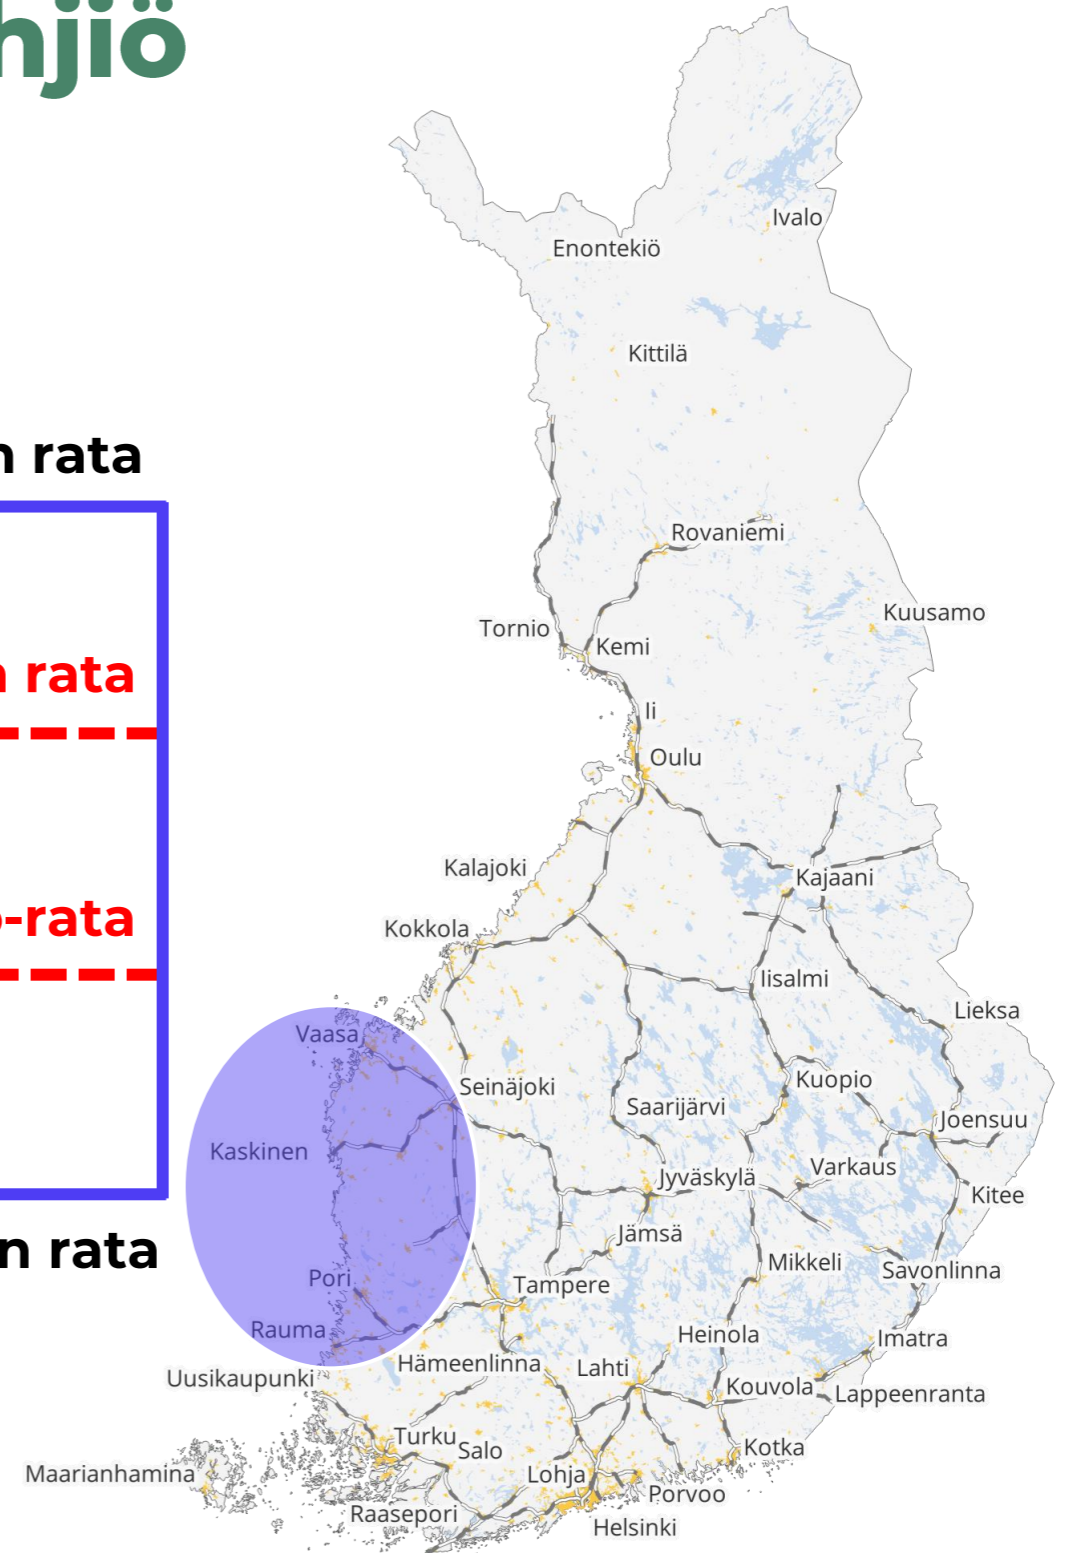 hjiö
n rata
n rata
o-rata
n rata
Ivalo
Enontekiö
Kittilä
Rovaniemi
Kuusamo
Tornio
Kemi
Ii
Oulu
Kalajoki
Kajaani
Kokkola
Iisalmi
Lieksa
Vaasa
Kuopio
Seinäjoki
Saarijärvi
Joensuu
Kaskinen
Varkaus
Jyväskylä
Kitee
Jämsä
Mikkeli
Savonlinna
Pori
Tampere
Rauma
Heinola
Imatra
Hämeenlinna
Lahti
Uusikaupunki
Kouvola
Lappeenranta
Turku
Salo
Kotka
Maarianhamina
Lohja
Porvoo
Raasepori
Helsinki